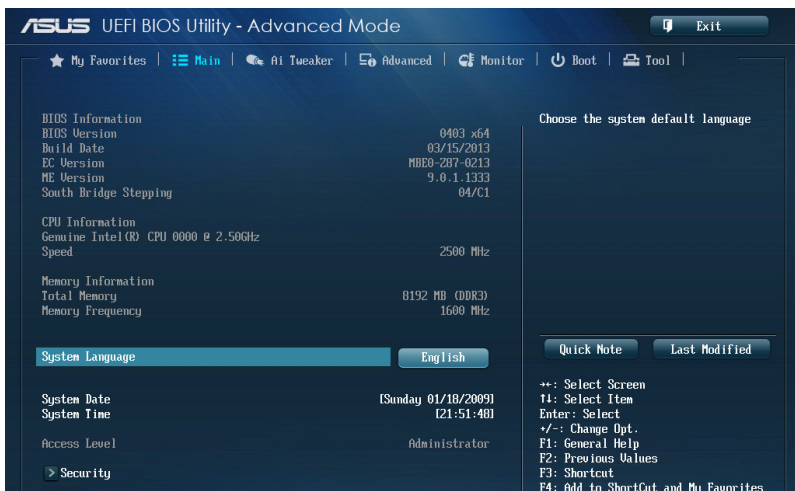 ASUS UEFI BIOS Utility - Advanced Mode
Exit
My Favorites | Main | Ai Tweaker | Advanced | Monitor | Boot | Tool |
BIOS Information
Choose the system default language
BIOS Version 0403 x64
Build Date 03/15/2013
EC Version MBE0-Z87-0213
ME Version 9.0.1.1333
South Bridge Stepping 04/C1
CPU Information
Genuine Intel(R) CPU 0000 @ 2.50GHz
Speed 2500 MHz
Memory Information
Total Memory 8192 MB (DDR3)
Memory Frequency 1600 MHz
System Language English
Quick Note Last Modified
System Date [Sunday 01/18/2009]
System Time [21:51:48]
Access Level Administrator
> Security
→←: Select Screen
↑↓: Select Item
Enter: Select
+/-: Change Opt.
F1: General Help
F2: Previous Values
F3: Shortcut
F4: Add to ShortCut and My Favorites